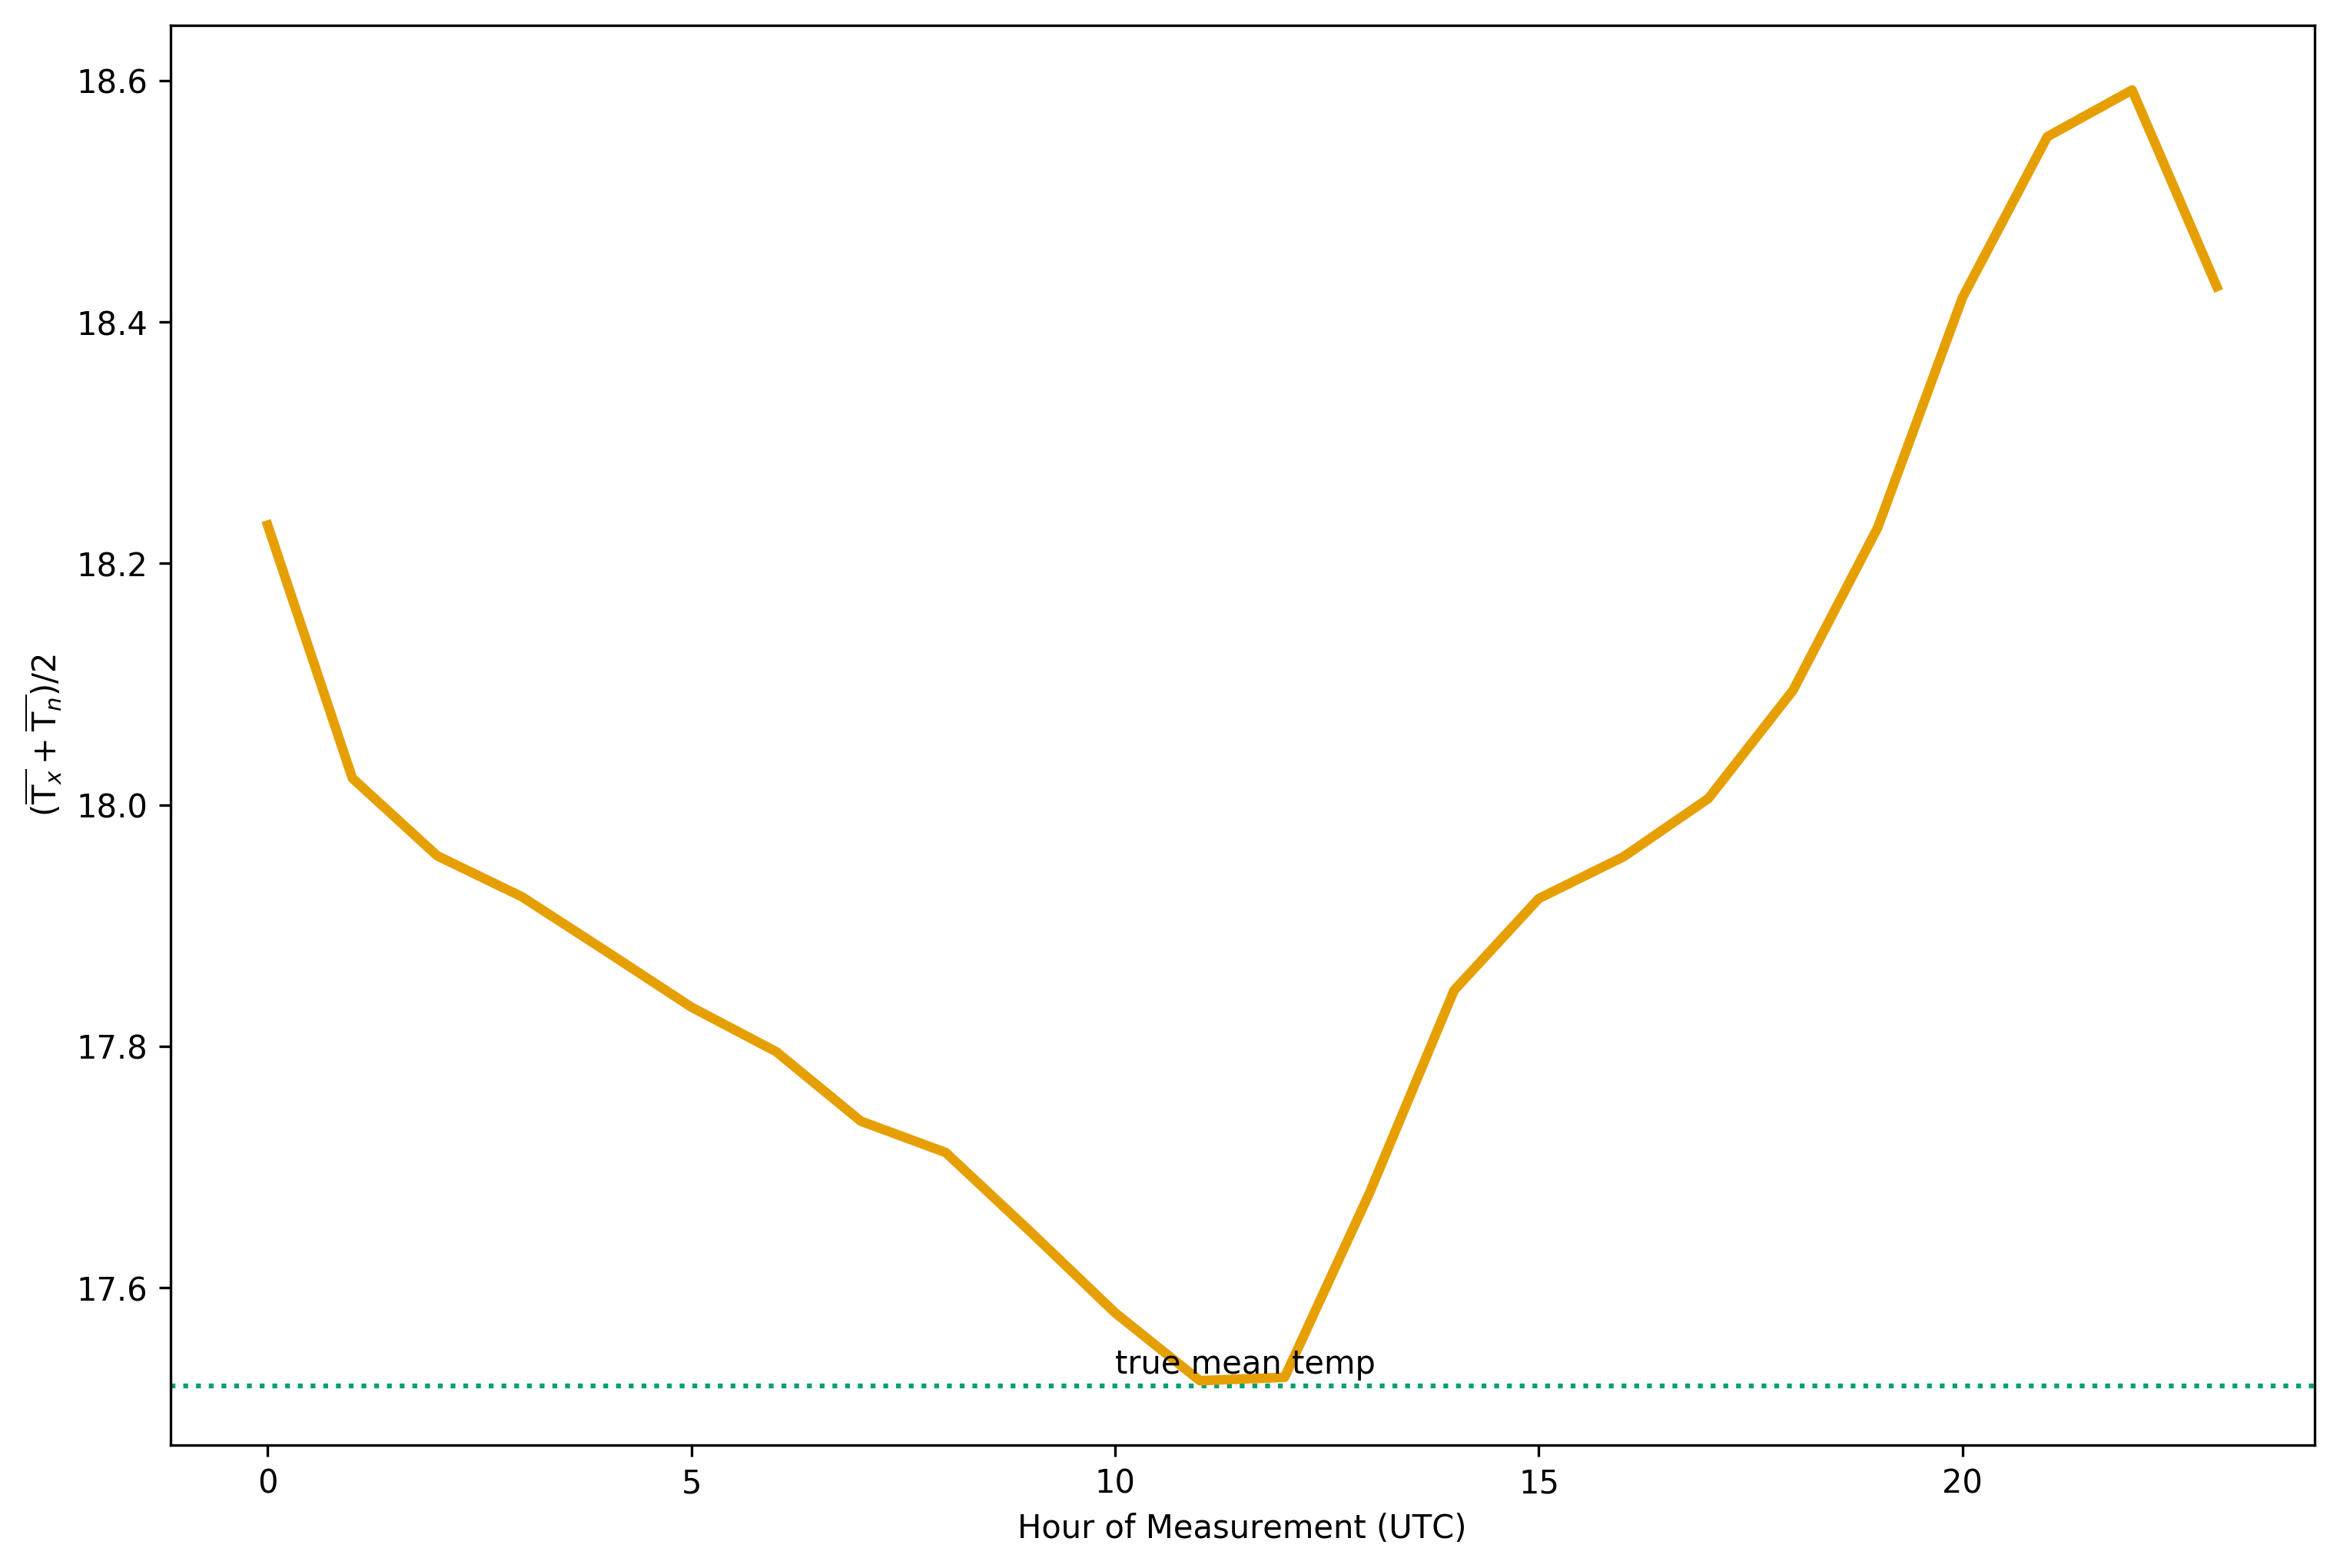 18.6
18.4
18.2
18.0
17.8
17.6
(T̅ₓ + T̅ₙ)/2
true mean temp
0 5 10 15 20
Hour of Measurement (UTC)